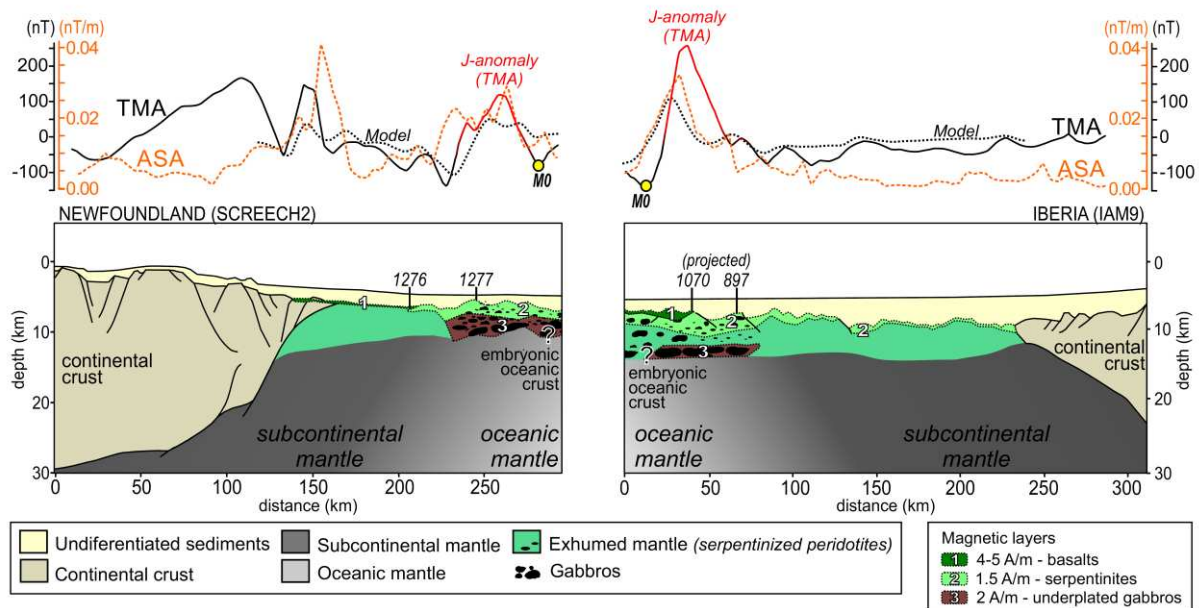 (nT)
(nT/m)
0.04
200
100
0.02
0
-100
0.00
TMA
ASA
Model
J-anomaly
(TMA)
M0
J-anomaly
(TMA)
M0
Model
TMA
ASA
(nT/m)
(nT)
0.04
200
100
0.02
0
-100
0.00
NEWFOUNDLAND (SCREECH2)
IBERIA (IAM9)
0
10
20
30
depth (km)
1276
1277
1
2
3
?
continental
crust
embryonic
oceanic
crust
subcontinental
mantle
oceanic
mantle
0
50
100
150
200
250
distance (km)
(projected)
1070
897
1
2
2
3
?
embryonic
oceanic
crust
continental
crust
oceanic
mantle
subcontinental
mantle
0
10
20
30
depth (km)
0
50
100
150
200
250
300
distance (km)
Undiferentiated sediments
Continental crust
Subcontinental mantle
Oceanic mantle
Exhumed mantle (serpentinized peridotites)
Gabbros
Magnetic layers
1 4-5 A/m - basalts
2 1.5 A/m - serpentinites
3 2 A/m - underplated gabbros